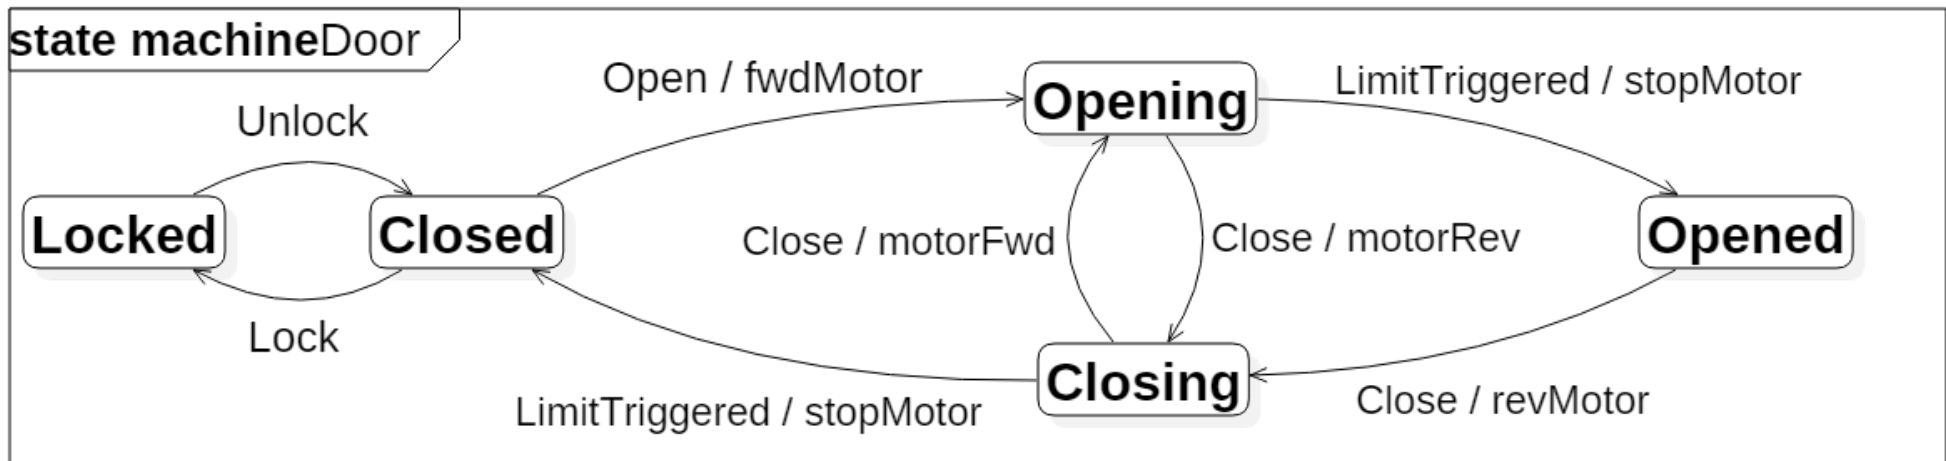 state machineDoor
Open / fwdMotor
LimitTriggered / stopMotor
Unlock
Opening
Locked
Closed
Close / motorFwd
Close / motorRev
Opened
Lock
LimitTriggered / stopMotor
Closing
Close / revMotor